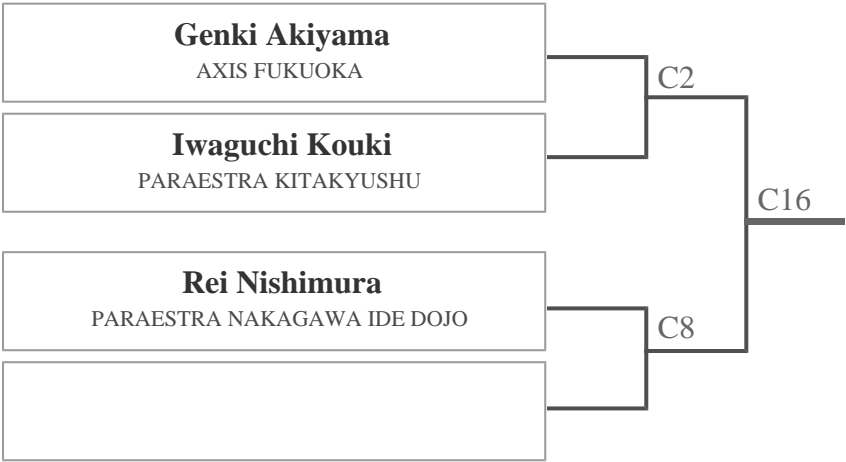 Genki Akiyama
AXIS FUKUOKA
C2
Iwaguchi Kouki
PARAESTRA KITAKYUSHU
C16
Rei Nishimura
PARAESTRA NAKAGAWA IDE DOJO
C8